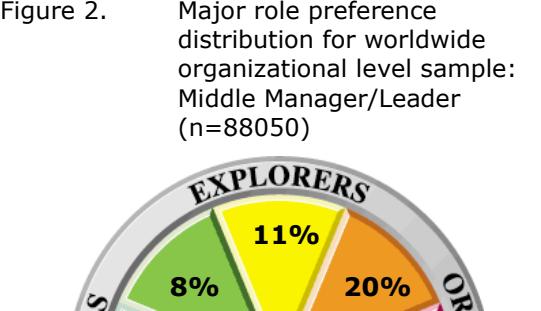 Figure 2. Major role preference
distribution for worldwide
organizational level sample:
Middle Manager/Leader
(n=88050)
EXPLORERS
11%
8% 20%